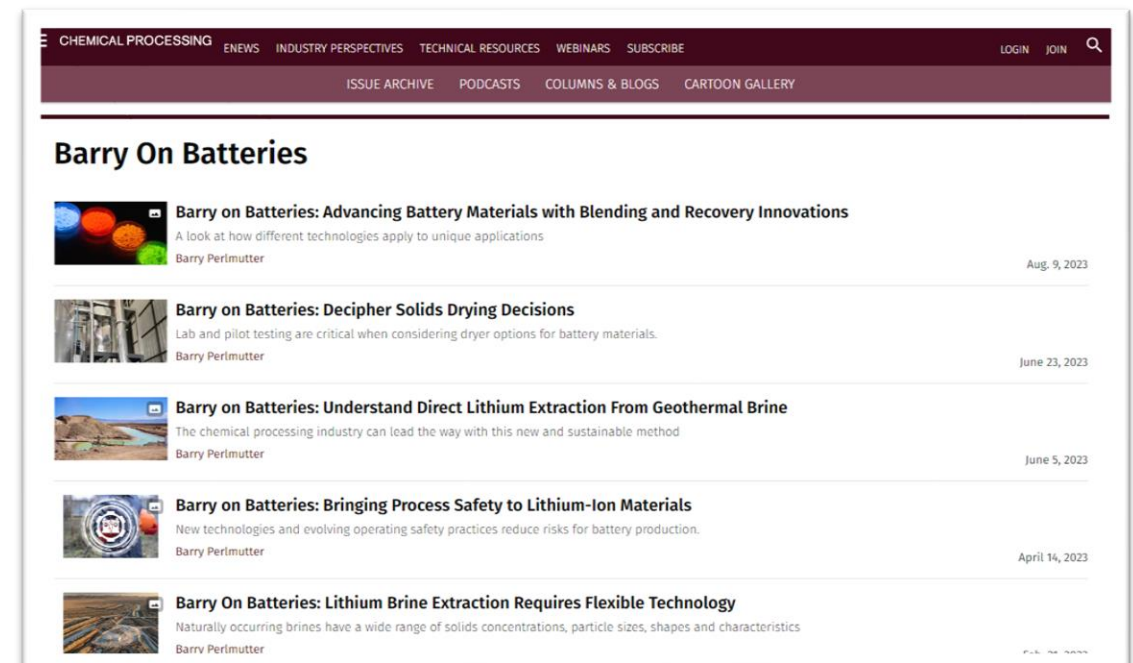 CHEMICAL PROCESSING ENEWS INDUSTRY PERSPECTIVES TECHNICAL RESOURCES WEBINARS SUBSCRIBE LOGIN JOIN
ISSUE ARCHIVE PODCASTS COLUMNS & BLOGS CARTOON GALLERY
Barry On Batteries
Barry on Batteries: Advancing Battery Materials with Blending and Recovery Innovations
A look at how different technologies apply to unique applications
Barry Perlmutter
Aug. 9, 2023
Barry on Batteries: Decipher Solids Drying Decisions
Lab and pilot testing are critical when considering dryer options for battery materials.
Barry Perlmutter
June 23, 2023
Barry on Batteries: Understand Direct Lithium Extraction From Geothermal Brine
The chemical processing industry can lead the way with this new and sustainable method
Barry Perlmutter
June 5, 2023
Barry on Batteries: Bringing Process Safety to Lithium-Ion Materials
New technologies and evolving operating safety practices reduce risks for battery production.
Barry Perlmutter
April 14, 2023
Barry On Batteries: Lithium Brine Extraction Requires Flexible Technology
Naturally occurring brines have a wide range of solids concentrations, particle sizes, shapes and characteristics
Barry Perlmutter